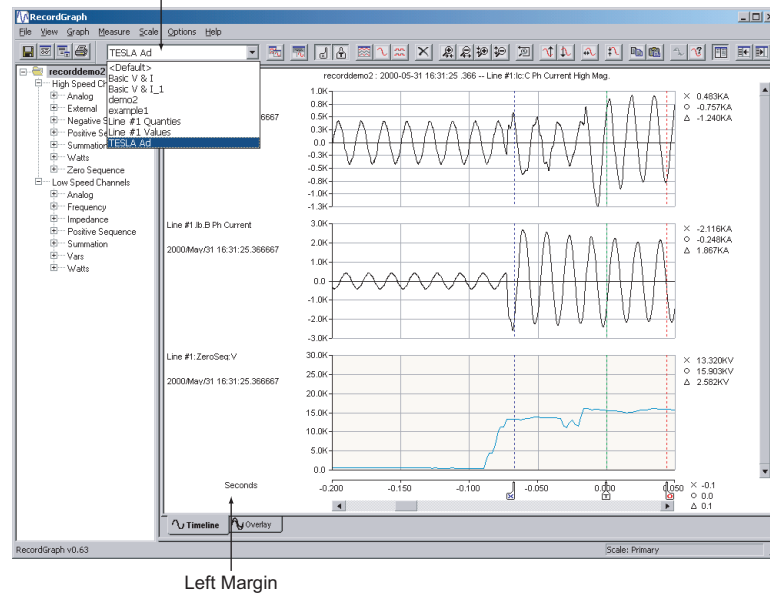 RecordGraph
File View Graph Measure Scale Options Help
TESLA Ad
<Default>
Basic V & I
Basic V & I_1
demo2
example1
Line #1 Quanties
Line #1 Values
TESLA Ad
recorddemo2
High Speed Ch
Analog
External
Negative S
Positive Se
Summation
Watts
Zero Sequence
Low Speed Channels
Analog
Frequency
Impedance
Positive Sequence
Summation
Vars
Watts
recorddemo2 : 2000-05-31 16:31:25 .366 -- Line #1:Ic:C Ph Current High Mag.
6667
1.0K
0.8K
0.5K
0.3K
0.0
-0.3K
-0.5K
-0.8K
-1.0K
-1.3K
× 0.483KA
○ -0.757KA
△ -1.240KA
Line #1.Ib.B Ph Current
2000/May/31 16:31:25.366667
3.0K
2.0K
1.0K
0.0
-1.0K
-2.0K
-3.0K
× -2.116KA
○ -0.248KA
△ 1.867KA
Line #1:ZeroSeq:V
2000/May/31 16:31:25.366667
30.0K
25.0K
20.0K
15.0K
10.0K
5.0K
0.0
× 13.320KV
○ 15.903KV
△ 2.582KV
Seconds
-0.200 -0.150 -0.100 -0.050 0.000 0.050
× -0.1
○ 0.0
△ 0.1
Timeline Overlay
RecordGraph v0.63 Scale: Primary
Left Margin